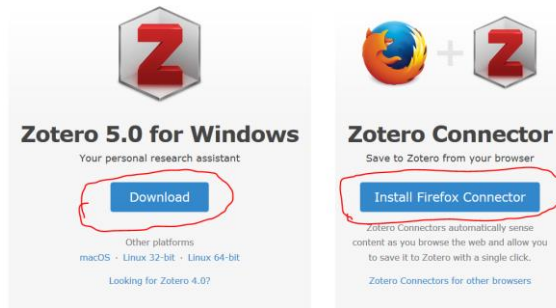 Zotero 5.0 for Windows
Your personal research assistant
Download
Other platforms
macOS · Linux 32-bit · Linux 64-bit
Looking for Zotero 4.0?
Zotero Connector
Save to Zotero from your browser
Install Firefox Connector
Zotero Connectors automatically sense
content as you browse the web and allow you
to save it to Zotero with a single click.
Zotero Connectors for other browsers